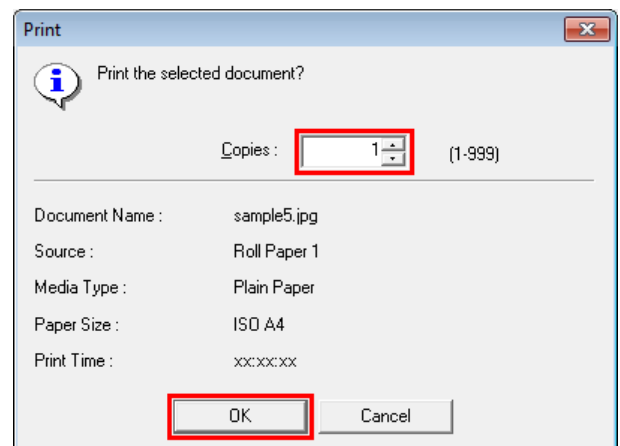 Print
Print the selected document?
Copies : 1 (1-999)
Document Name : sample5.jpg
Source : Roll Paper 1
Media Type : Plain Paper
Paper Size : ISO A4
Print Time : xx:xx:xx
OK Cancel